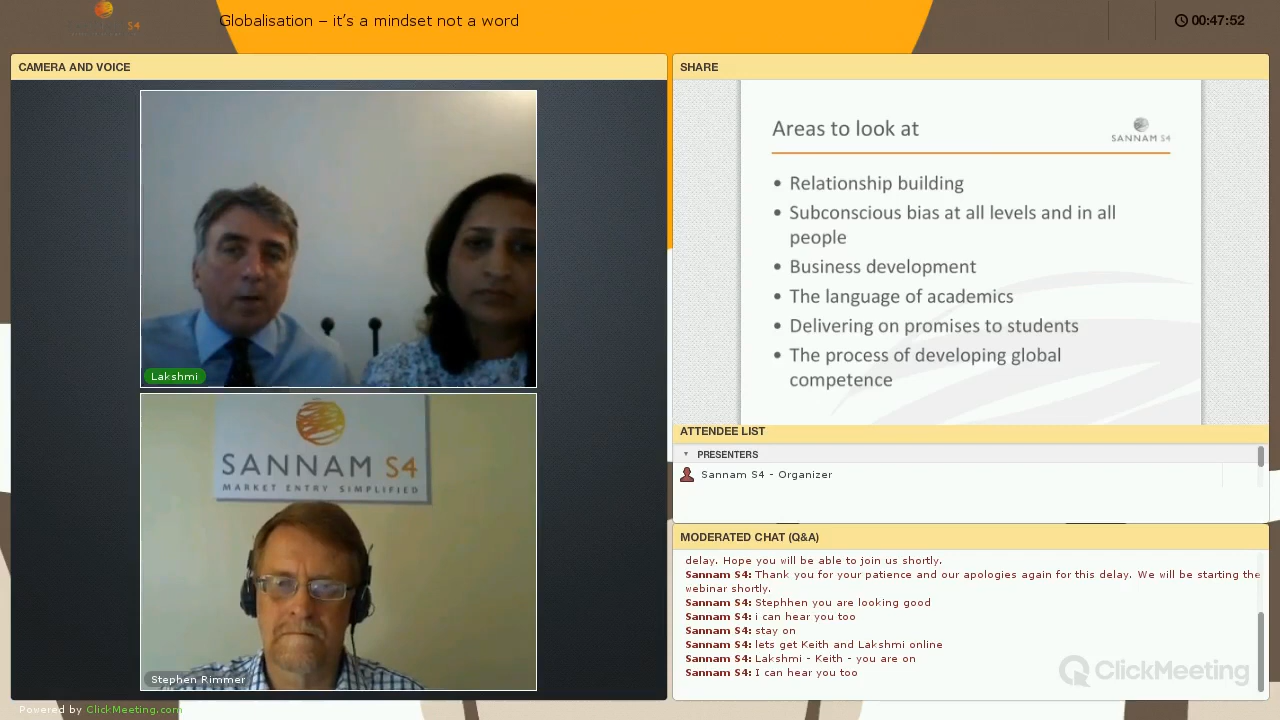 S4
Globalisation – it's a mindset not a word
00:47:52
CAMERA AND VOICE
Lakshmi
SANNAM S4
MARKET ENTRY SIMPLIFIED
Stephen Rimmer
SHARE
Areas to look at
SANNAM S4
• Relationship building
• Subconscious bias at all levels and in all
people
• Business development
• The language of academics
• Delivering on promises to students
• The process of developing global
competence
ATTENDEE LIST
PRESENTERS
Sannam S4 - Organizer
MODERATED CHAT (Q&A)
delay. Hope you will be able to join us shortly.
Sannam S4: Thank you for your patience and our apologies again for this delay. We will be starting the
webinar shortly.
Sannam S4: Stephhen you are looking good
Sannam S4: i can hear you too
Sannam S4: stay on
Sannam S4: lets get Keith and Lakshmi online
Sannam S4: Lakshmi - Keith - you are on
Sannam S4: I can hear you too
ClickMeeting
Powered by ClickMeeting.com